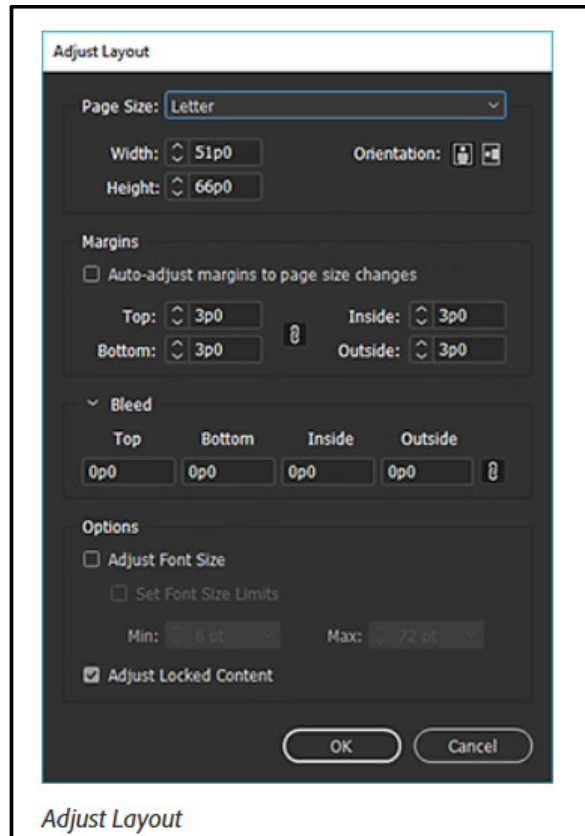 Adjust Layout
Page Size: Letter
Width: 51p0 Orientation:
Height: 66p0
Margins
Auto-adjust margins to page size changes
Top: 3p0 Inside: 3p0
Bottom: 3p0 Outside: 3p0
Bleed
Top Bottom Inside Outside
0p0 0p0 0p0 0p0
Options
Adjust Font Size
Set Font Size Limits
Min: 6 pt Max: 72 pt
Adjust Locked Content
OK Cancel
Adjust Layout